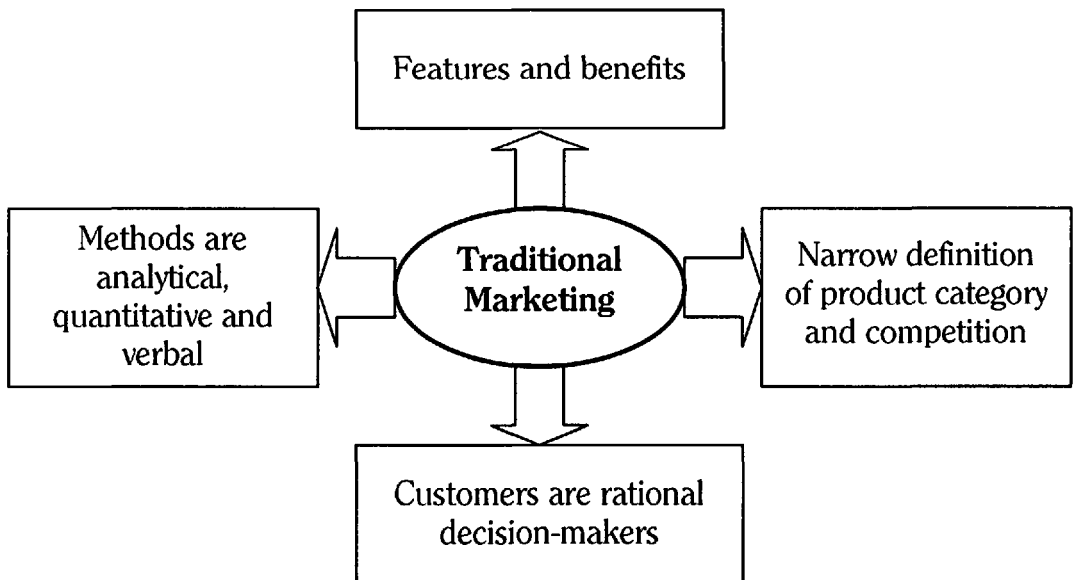 Features and benefits
Methods are
analytical,
quantitative and
verbal
Traditional
Marketing
Narrow definition
of product category
and competition
Customers are rational
decision-makers